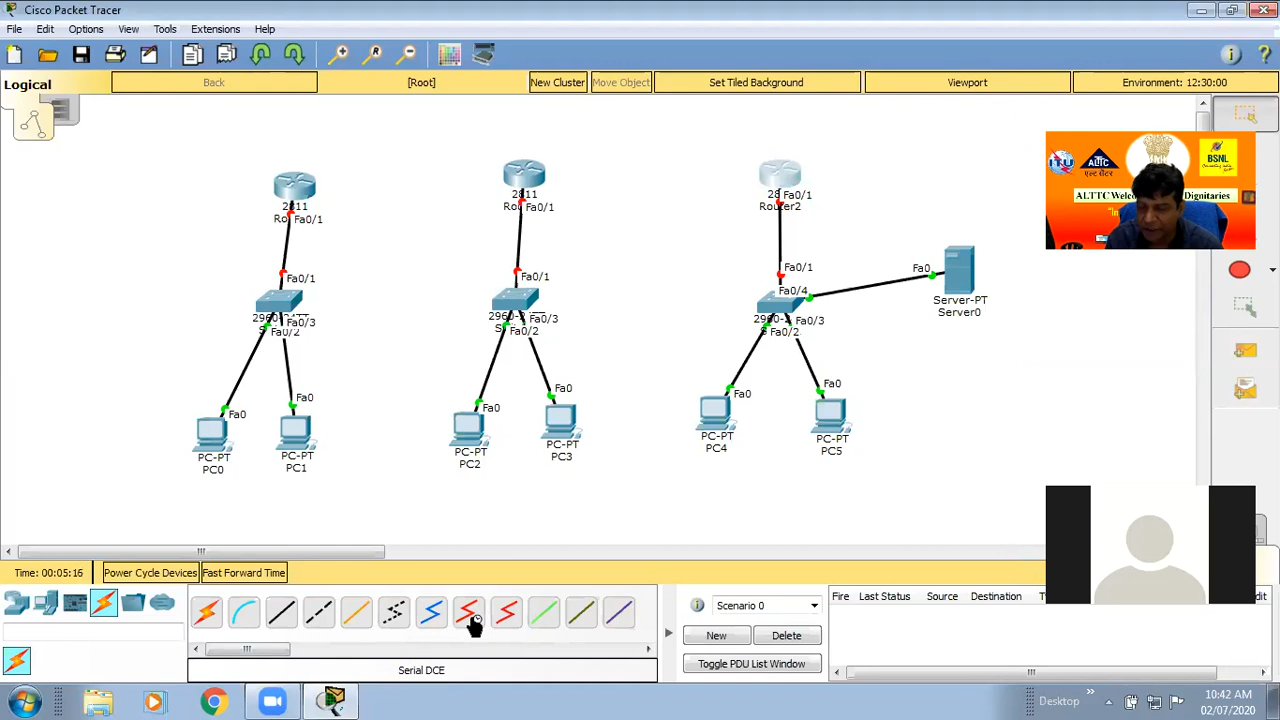 Cisco Packet Tracer
File Edit Options View Tools Extensions Help
Logical
Back
[Root]
New Cluster
Move Object
Set Tiled Background
Viewport
Environment: 12:30:00
2811
Fa0/1
Fa0/1
Fa0/3
Fa0/2
Fa0
Fa0
PC-PT
PC0
PC-PT
PC1
2811
Fa0/1
Fa0/1
Fa0/3
Fa0/2
Fa0
Fa0
PC-PT
PC2
PC-PT
PC3
Fa0/1
Router2
Fa0/1
Fa0/4
Fa0/3
Fa0/2
Fa0
Server-PT
Server0
Fa0
Fa0
PC-PT
PC4
PC-PT
PC5
ITU
ALTTC
एल्ट सेंटर
BSNL
Dignitaries
Time: 00:05:16
Power Cycle Devices
Fast Forward Time
Serial DCE
Scenario 0
New
Delete
Toggle PDU List Window
Fire Last Status Source Destination
Desktop
10:42 AM
02/07/2020